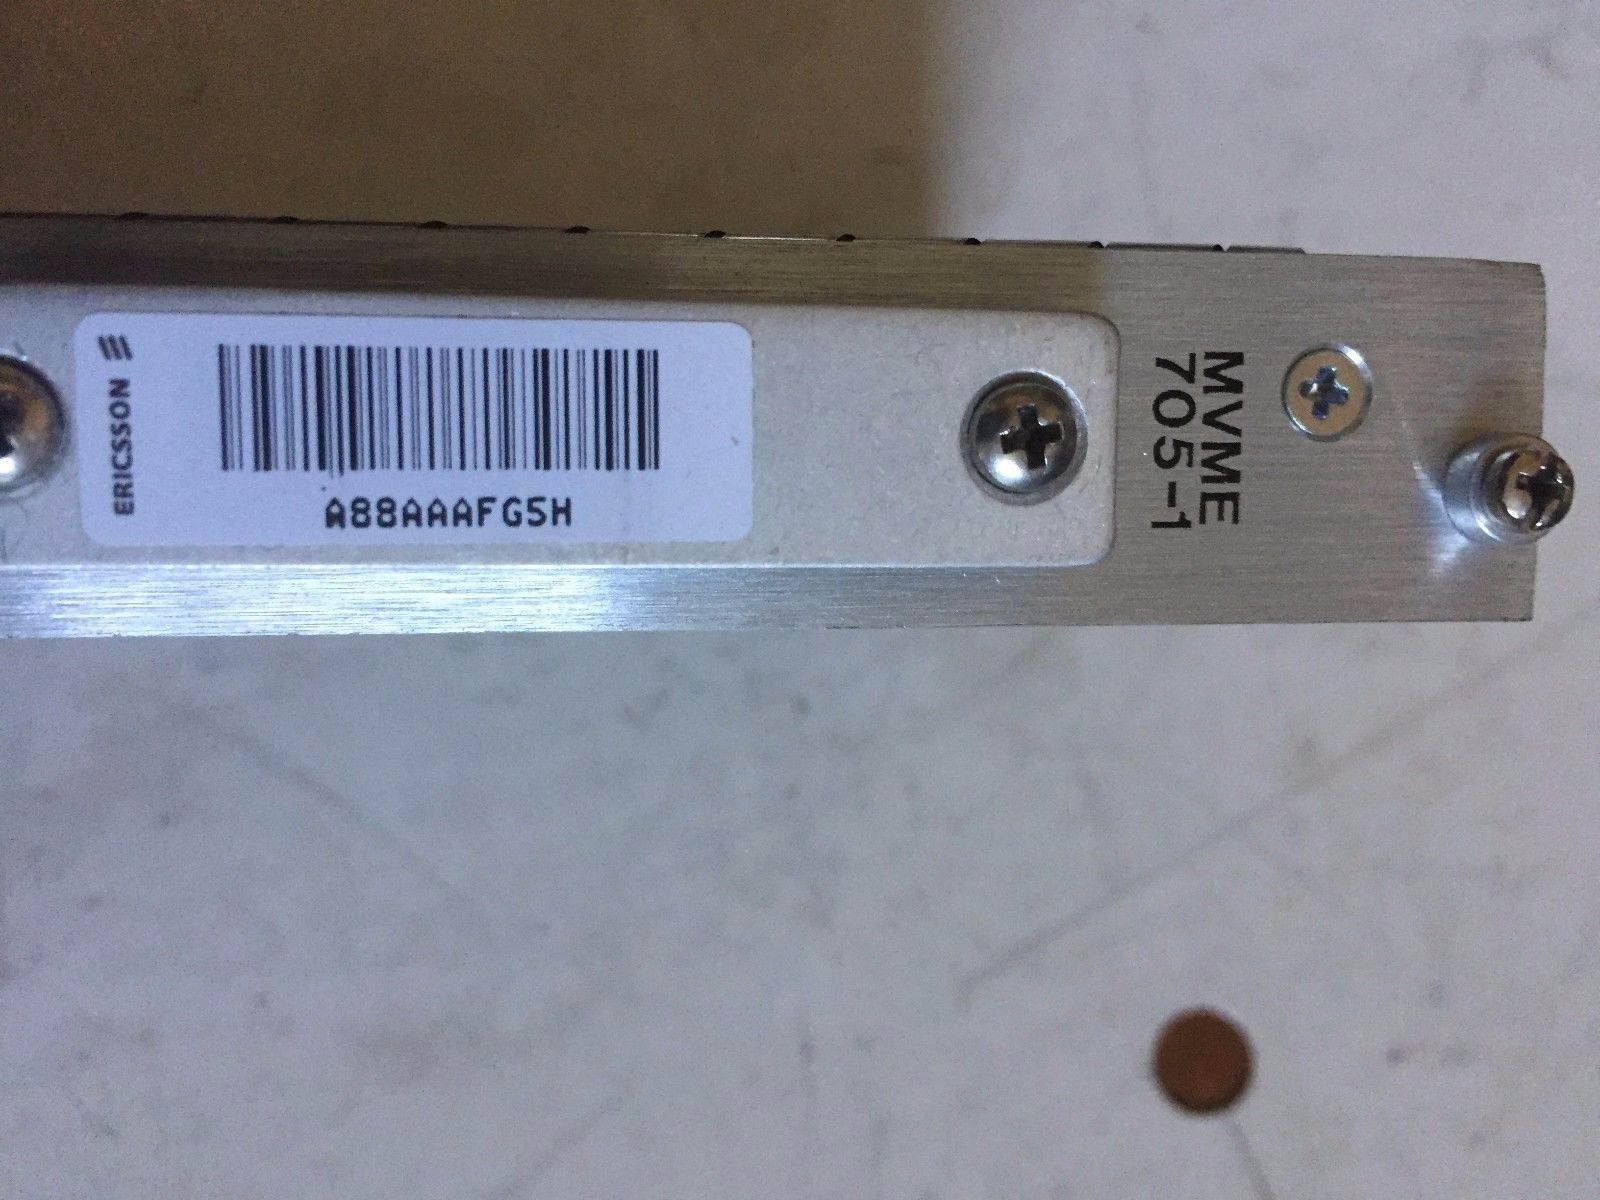 ERICSSON
A88AAAFG5H
MVME
705-1